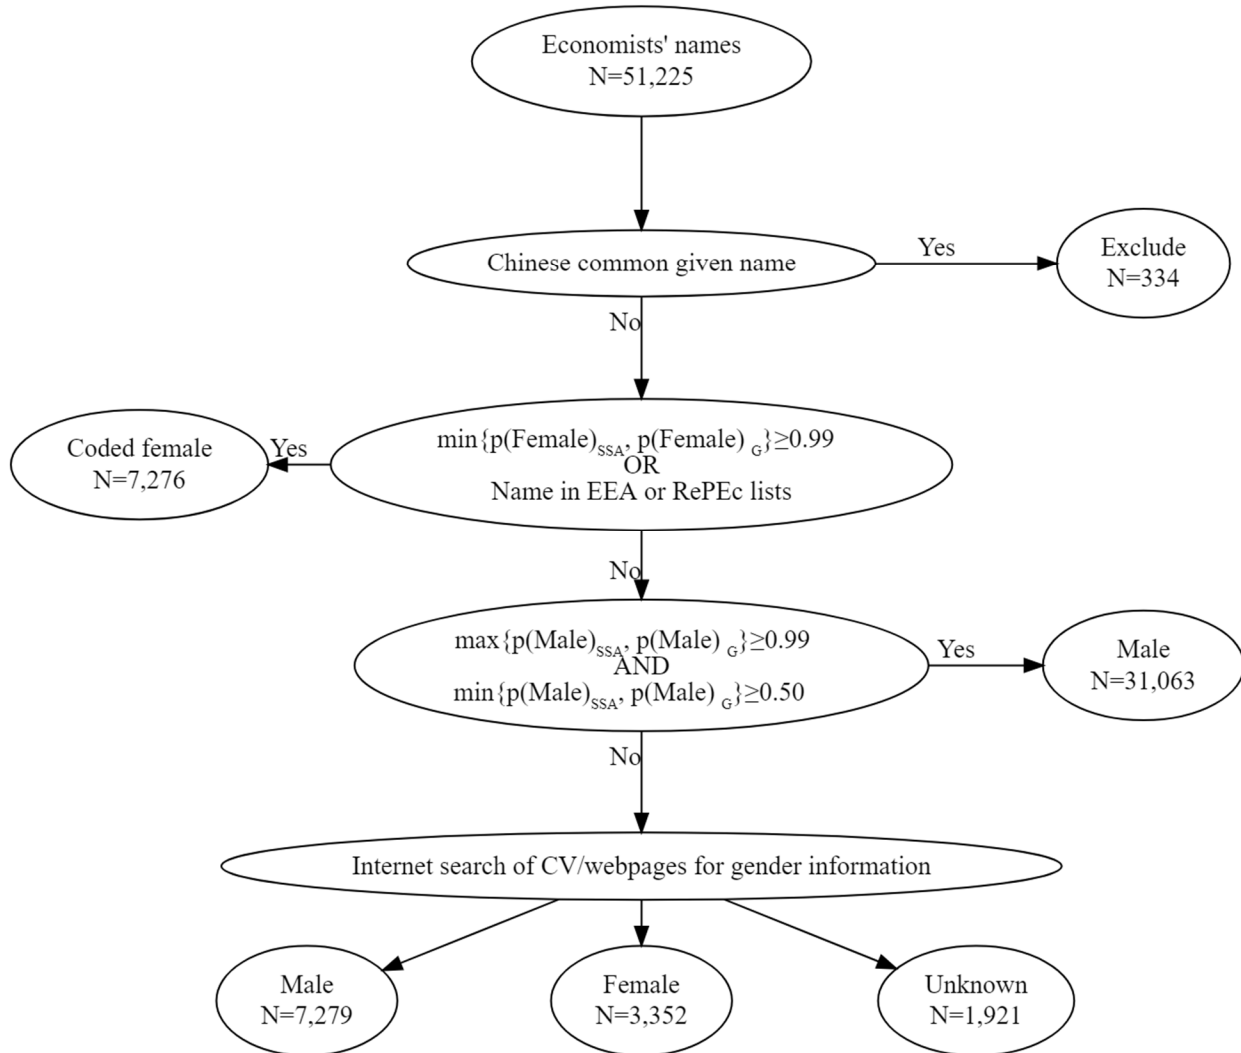 Economists' names
N=51,225
Chinese common given name
Yes
Exclude
N=334
No
Coded female
N=7,276
Yes
min{p(Female)SSA, p(Female) G}≥0.99
OR
Name in EEA or RePEc lists
No
max{p(Male)SSA, p(Male) G}≥0.99
AND
min{p(Male)SSA, p(Male) G}≥0.50
Yes
Male
N=31,063
No
Internet search of CV/webpages for gender information
Male
N=7,279
Female
N=3,352
Unknown
N=1,921